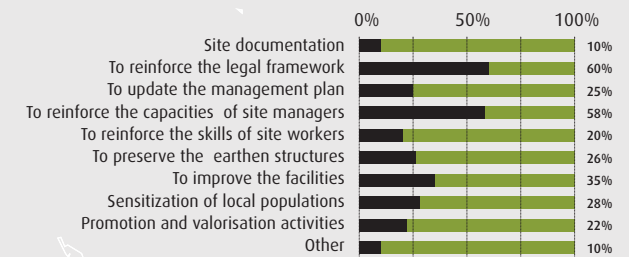 0% 50% 100%
Site documentation 10%
To reinforce the legal framework 60%
To update the management plan 25%
To reinforce the capacities of site managers 58%
To reinforce the skills of site workers 20%
To preserve the earthen structures 26%
To improve the facilities 35%
Sensitization of local populations 28%
Promotion and valorisation activities 22%
Other 10%